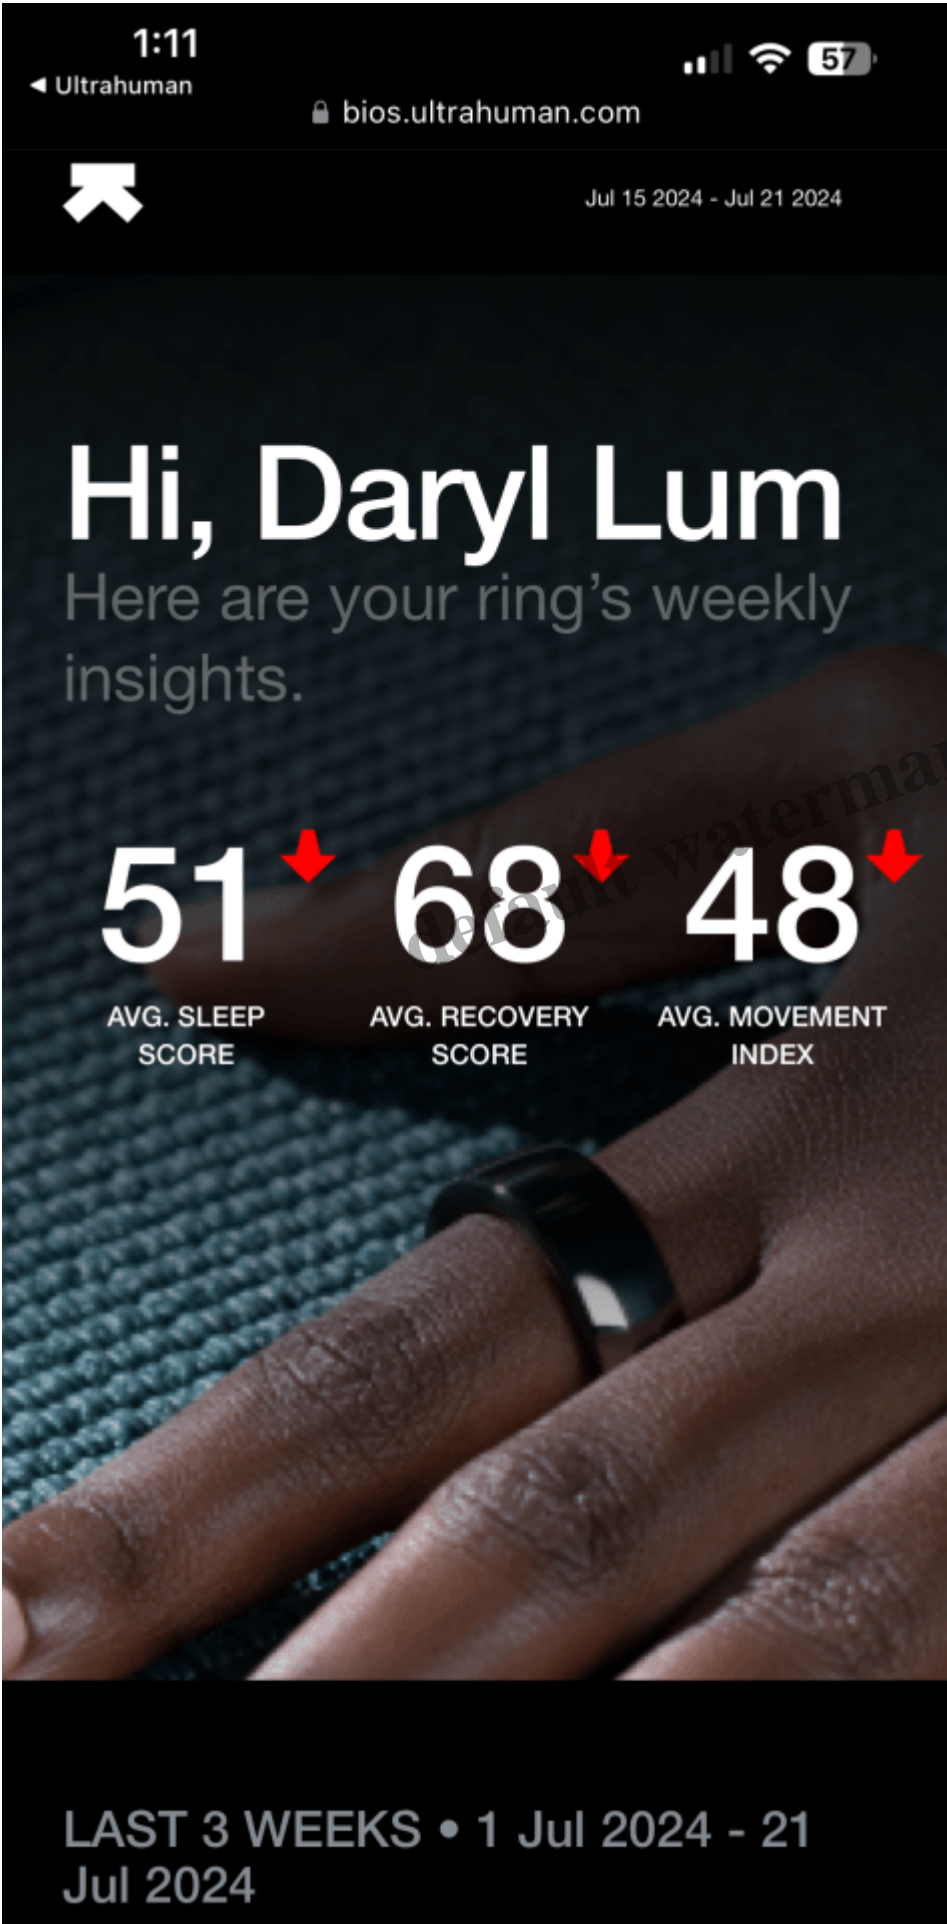 1:11
57
◀ Ultrahuman
bios.ultrahuman.com
Jul 15 2024 - Jul 21 2024
Hi, Daryl Lum
Here are your ring’s weekly
insights.
51 68 48
AVG. SLEEP
SCORE
AVG. RECOVERY
SCORE
AVG. MOVEMENT
INDEX
default waterma
LAST 3 WEEKS • 1 Jul 2024 - 21
Jul 2024